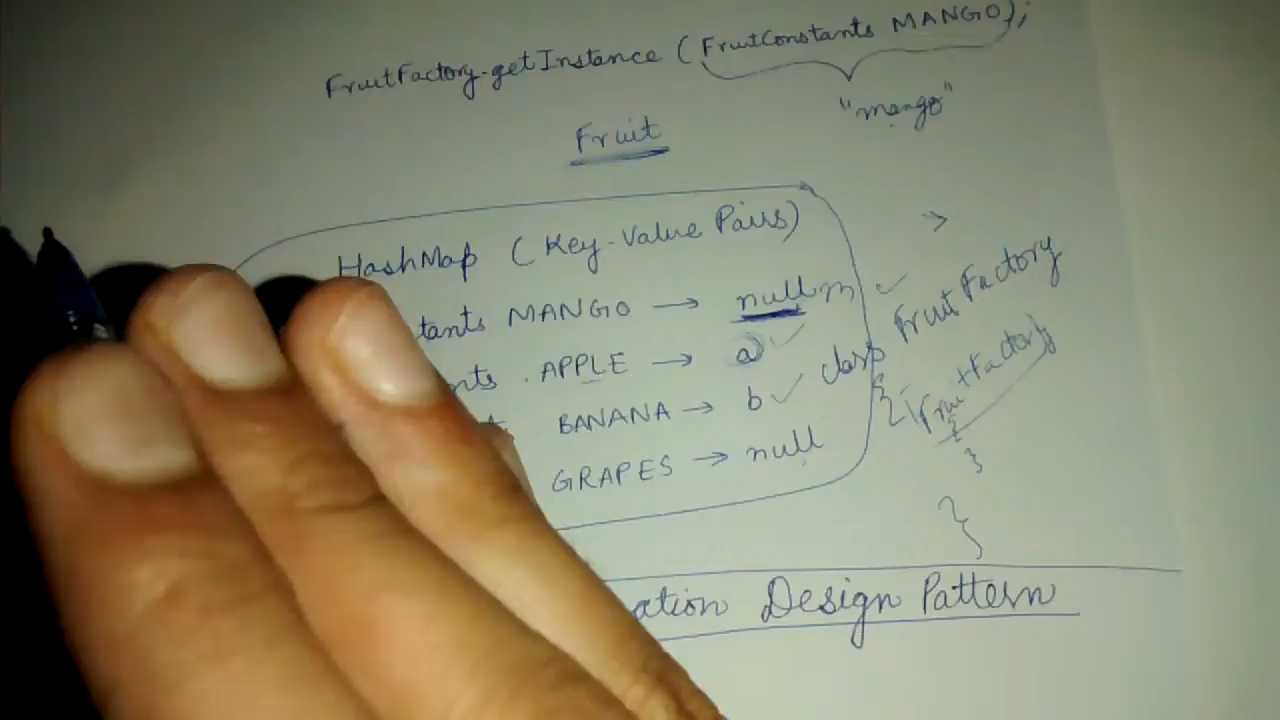 FruitFactory.getInstance (FruitConstants MANGO);
"mango"
Fruit
HashMap (Key-Value Pairs)
tants MANGO → null m ✓
nts . APPLE → a ✓
BANANA → b ✓
GRAPES → null
class FruitFactory
{
FruitFactory
{
}
}
ation Design Pattern